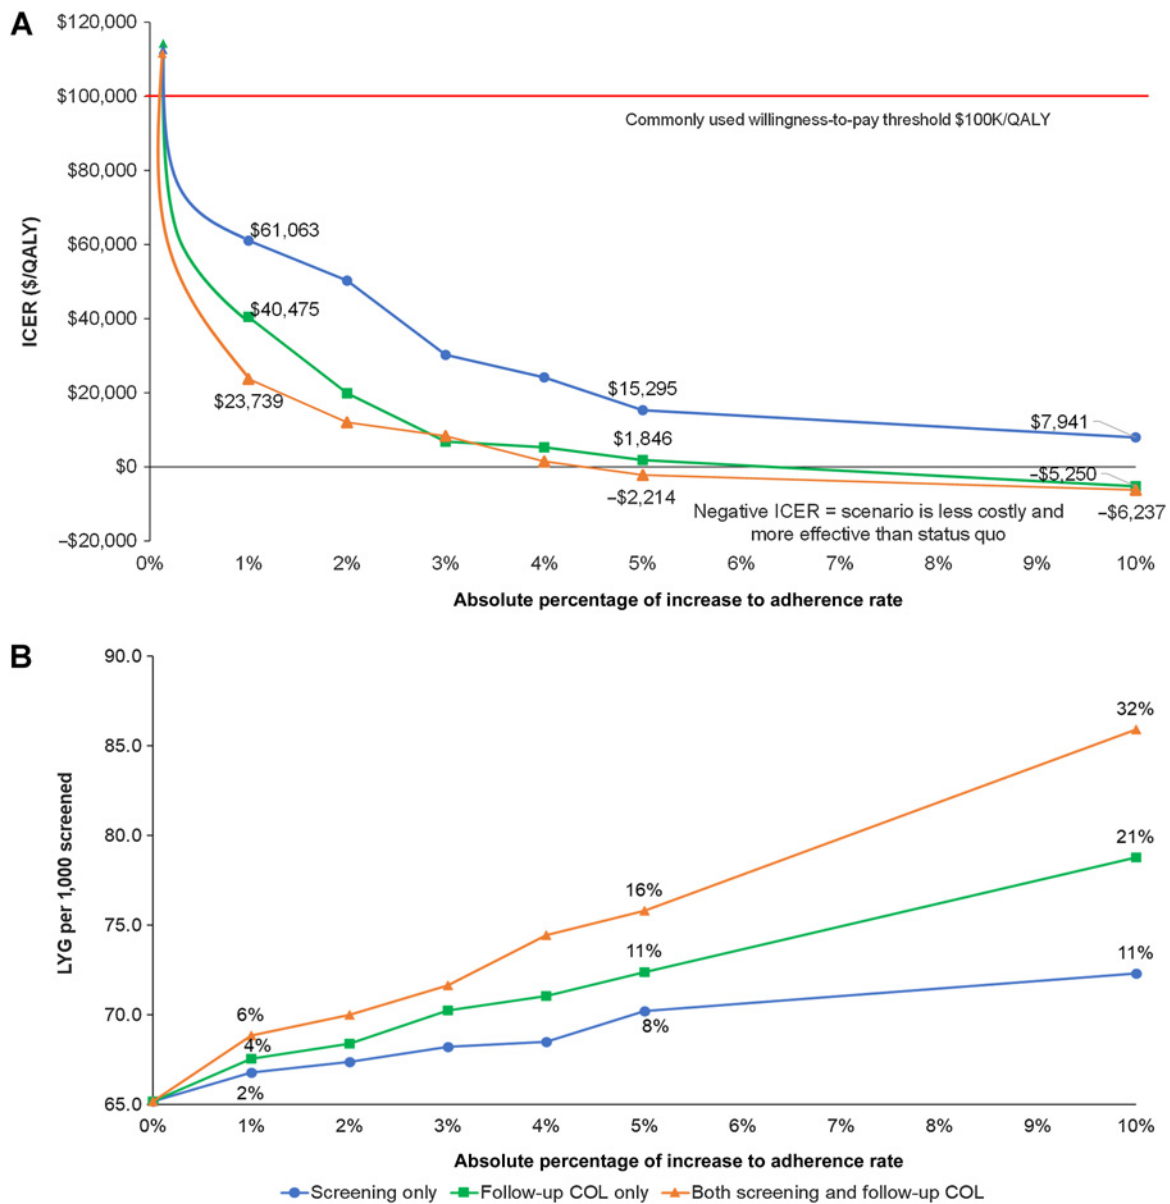 A
$120,000
$100,000
Commonly used willingness-to-pay threshold $100K/QALY
$80,000
$61,063
$60,000
ICER ($/QALY)
$40,475
$40,000
$23,739
$20,000
$15,295
$7,941
$1,846
$0
–$5,250
–$2,214
Negative ICER = scenario is less costly and
more effective than status quo
–$6,237
–$20,000
0% 1% 2% 3% 4% 5% 6% 7% 8% 9% 10%
Absolute percentage of increase to adherence rate
B
90.0
32%
85.0
21%
80.0
LYG per 1,000 screened
16%
75.0
11%
11%
70.0
8%
6%
4%
2%
65.0
0% 1% 2% 3% 4% 5% 6% 7% 8% 9% 10%
Absolute percentage of increase to adherence rate
Screening only Follow-up COL only Both screening and follow-up COL